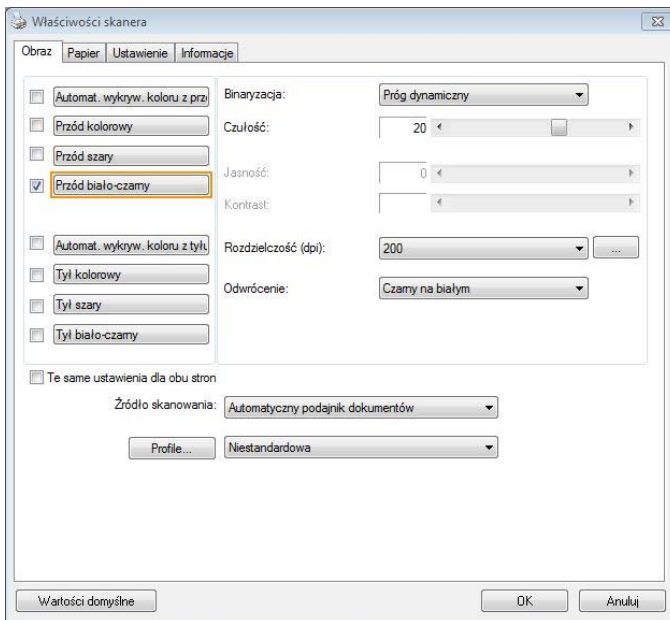 Właściwości skanera
Obraz Papier Ustawienie Informacje
Automat. wykryw. koloru z prz
Przód kolorowy
Przód szary
Przód biało-czarny
Automat. wykryw. koloru z tyłu
Tył kolorowy
Tył szary
Tył biało-czarny
Binaryzacja: Próg dynamiczny
Czułość: 20
Jasność: 0
Kontrast:
Rozdzielczość (dpi): 200 ...
Odwrócenie: Czarny na białym
Te same ustawienia dla obu stron
Źródło skanowania: Automatyczny podajnik dokumentów
Profile... Niestandardowa
Wartości domyślne OK Anuluj